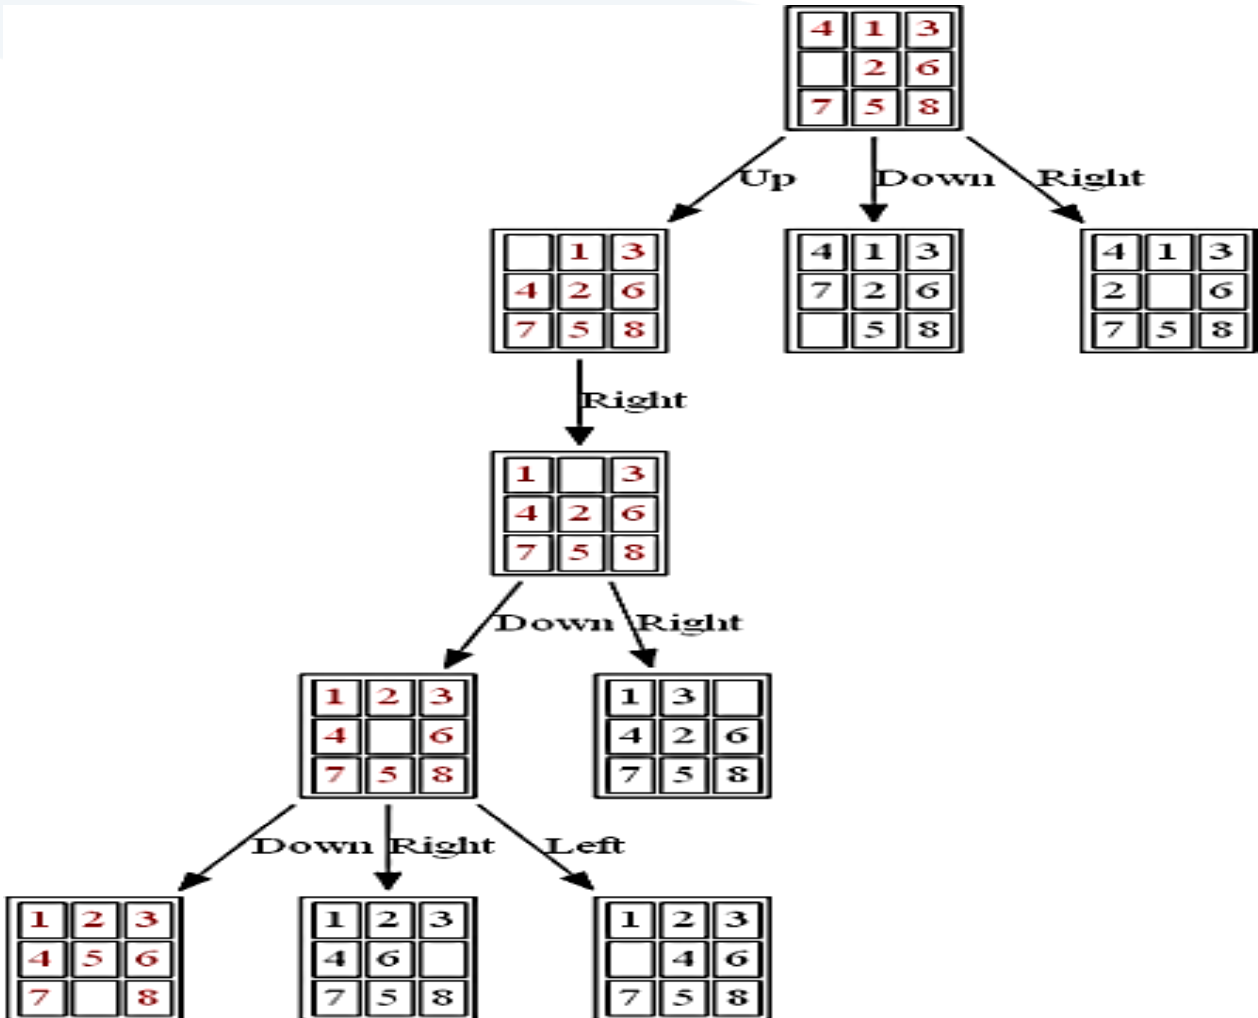 4 1 3
2 6
7 5 8
Up Down Right
1 3 4 1 3 4 1 3
4 2 6 7 2 6 2 6
7 5 8 5 8 7 5 8
Right
1 3
4 2 6
7 5 8
Down Right
1 2 3 1 3
4 6 4 2 6
7 5 8 7 5 8
Down Right Left
1 2 3 1 2 3 1 2 3
4 5 6 4 6 4 6
7 8 7 5 8 7 5 8